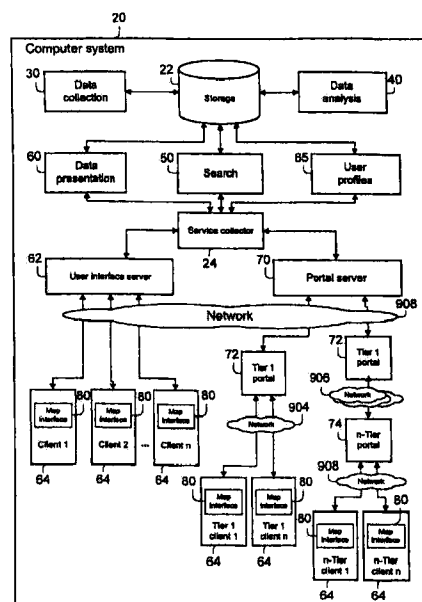 20
Computer system
30
Data collection
22
Storage
Data analysis
40
60
Data presentation
50
Search
User profiles
65
Service collector
24
62
User interface server
Portal server
70
Network
908
72
Tier 1 portal
72
Tier 1 portal
906
Network
74
n-Tier portal
904
Network
908
Network
80
Map Interface
Client 1
64
80
Map Interface
Client 2
64
...
80
Map Interface
Client n
64
80
Map Interface
Tier 1 client 1
64
80
Map Interface
Tier 1 client n
64
80
Map Interface
n-Tier client 1
64
80
Map Interface
n-Tier client n
64